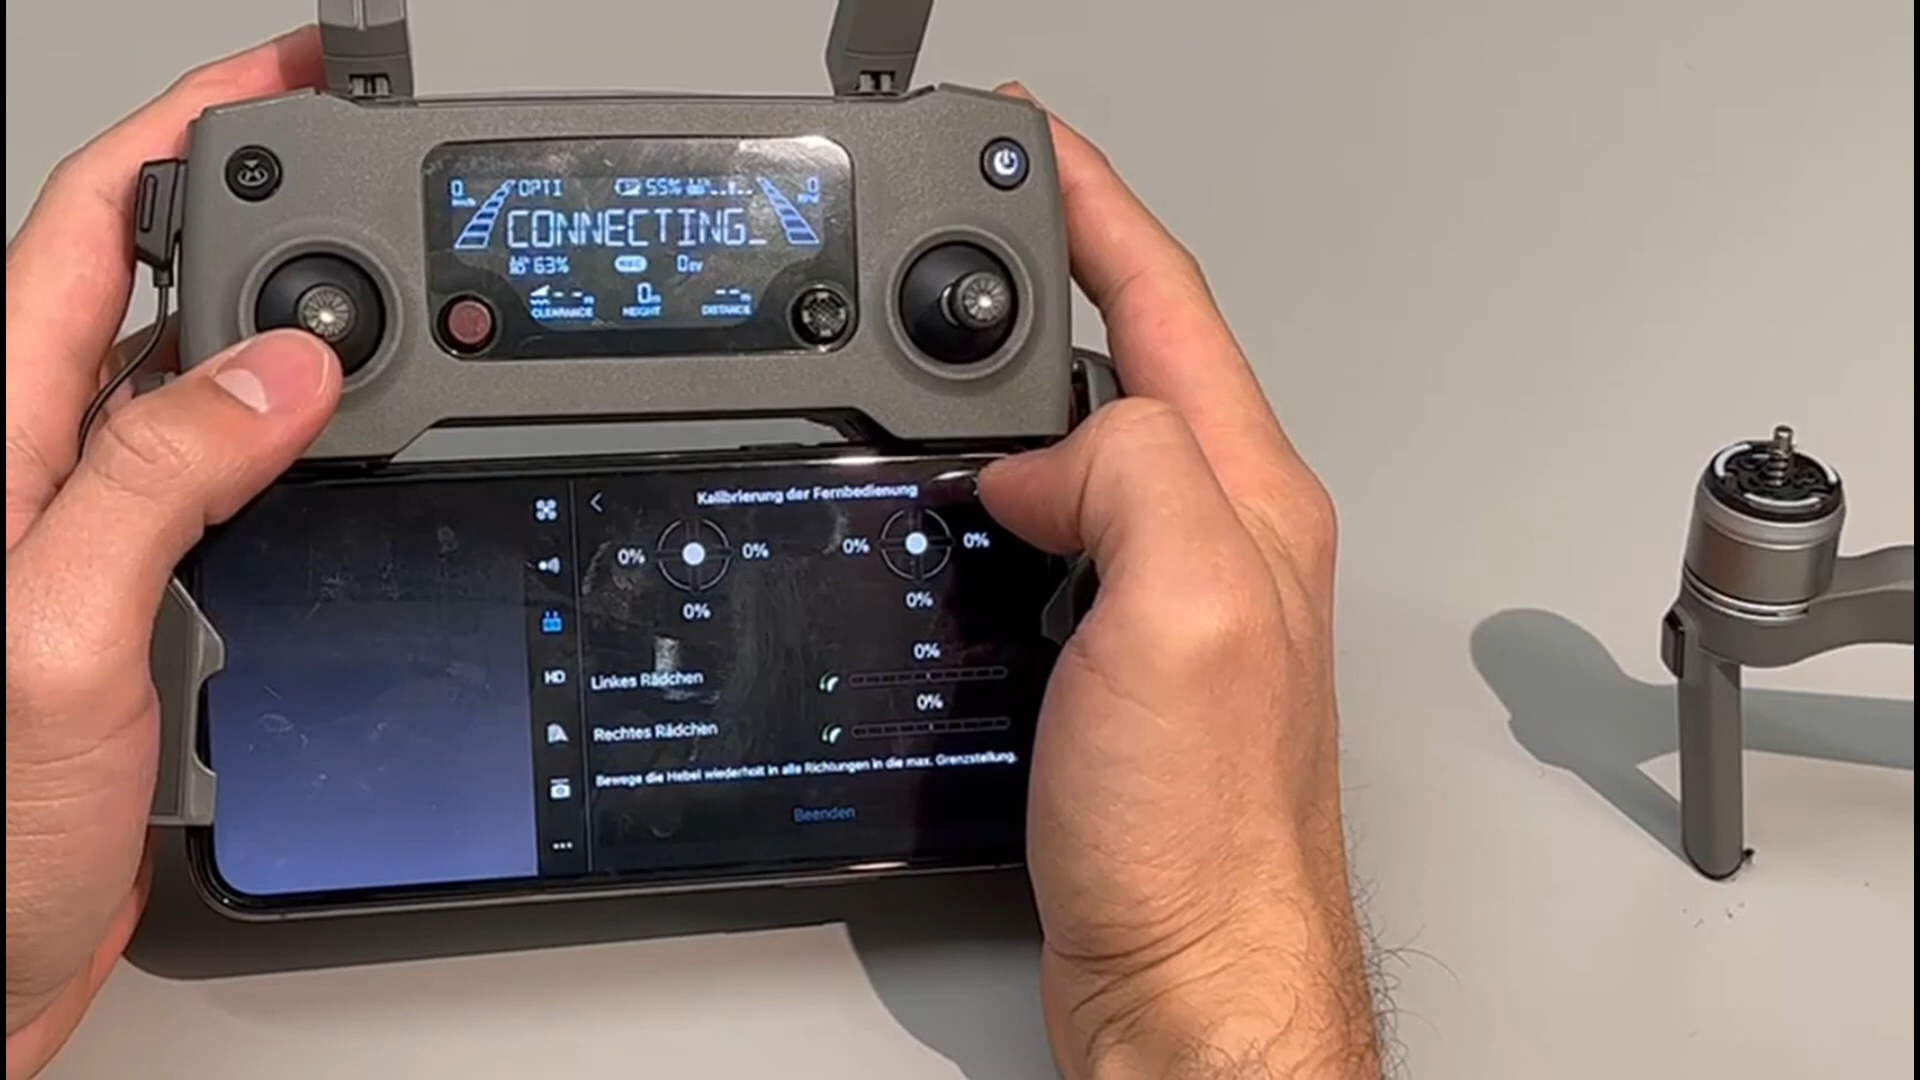 0 OPTI 55% 0
CONNECTING_
63% REC 0EV
-- m 0m -- m
CLEARANCE HEIGHT DISTANCE
Kalibrierung der Fernbedienung
0% 0% 0% 0%
0% 0%
HD
0%
Linkes Rädchen
0%
Rechtes Rädchen
Bewege die Hebel wiederholt in alle Richtungen in die max. Grenzstellung.
Beenden